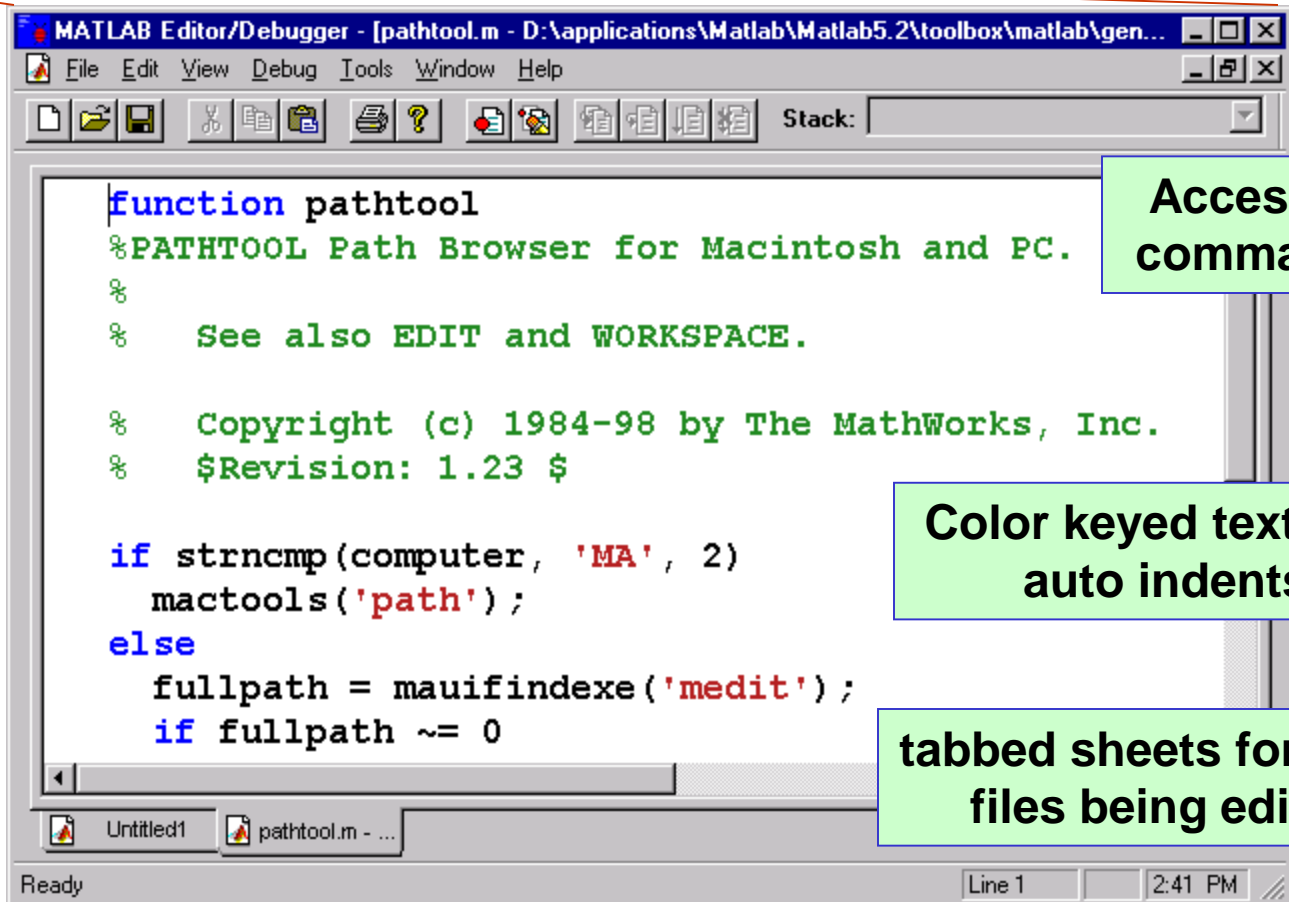 MATLAB Editor/Debugger - [pathtool.m - D:\applications\Matlab\Matlab5.2\toolbox\matlab\gen...
File Edit View Debug Tools Window Help
Stack:
function pathtool
%PATHTOOL Path Browser for Macintosh and PC.
%
%   See also EDIT and WORKSPACE.
%   Copyright (c) 1984-98 by The MathWorks, Inc.
%   $Revision: 1.23 $
if strncmp(computer, 'MA', 2)
  mactools('path');
else
  fullpath = mauifindexe('medit');
  if fullpath ~= 0
Acces
comma
Color keyed text
auto indents
tabbed sheets for
files being edi
Untitled1 pathtool.m - ...
Ready Line 1 2:41 PM